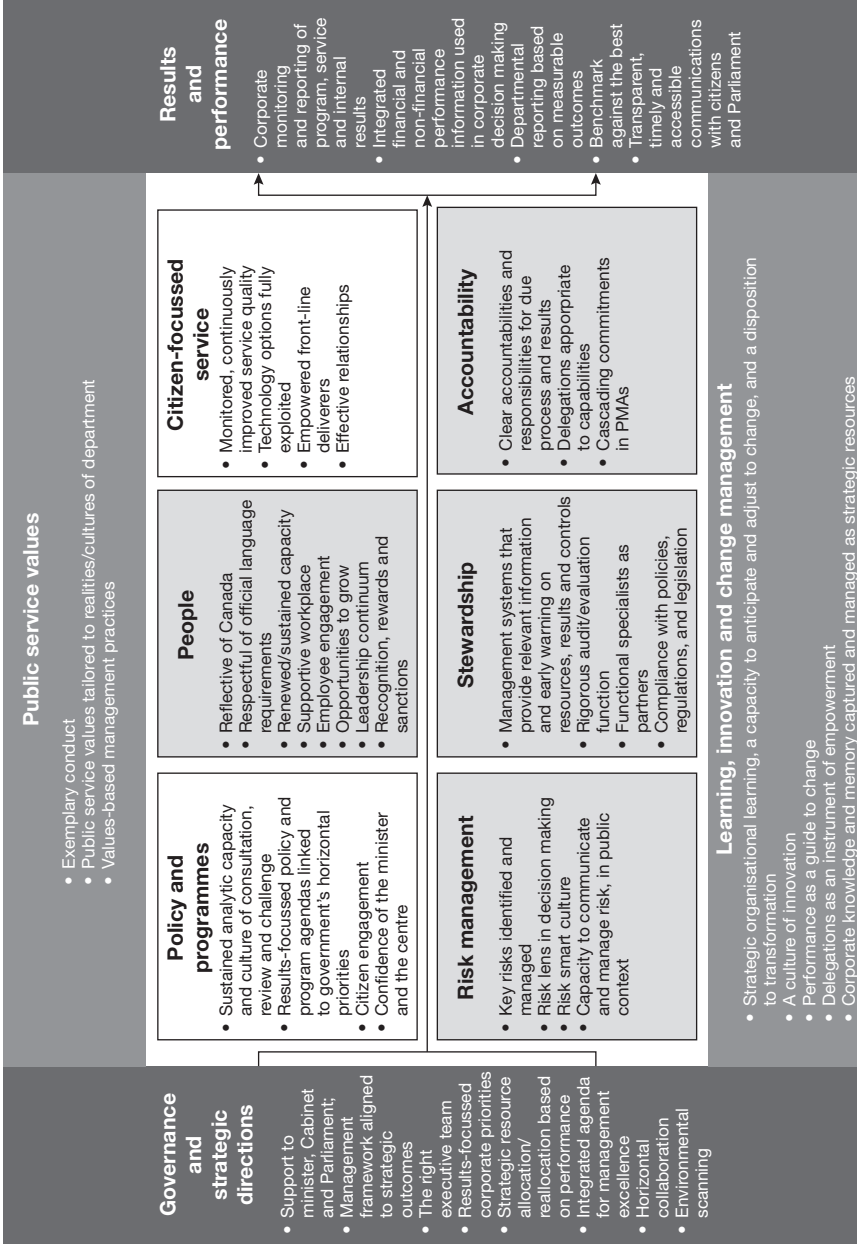 Public service values
• Exemplary conduct
• Public service values tailored to realities/cultures of department
• Values-based management practices
Governance
and
strategic
directions
• Support to
minister, Cabinet
and Parliament;
• Management
framework aligned
to strategic
outcomes
• The right
executive team
• Results-focussed
corporate priorities
• Strategic resource
allocation/
reallocation based
on performance
• Integrated agenda
for management
excellence
• Horizontal
collaboration
• Environmental
scanning
Policy and
programmes
• Sustained analytic capacity
and culture of consultation,
review and challenge
• Results-focussed policy and
program agendas linked
to government's horizontal
priorities
• Citizen engagement
• Confidence of the minister
and the centre
People
• Reflective of Canada
• Respectful of official language
requirements
• Renewed/sustained capacity
• Supportive workplace
• Employee engagement
• Opportunities to grow
• Leadership continuum
• Recognition, rewards and
sanctions
Citizen-focussed
service
• Monitored, continuously
improved service quality
• Technology options fully
exploited
• Empowered front-line
deliverers
• Effective relationships
Risk management
• Key risks identified and
managed
• Risk lens in decision making
• Risk smart culture
• Capacity to communicate
and manage risk, in public
context
Stewardship
• Management systems that
provide relevant information
and early warning on
resources, results and controls
• Rigorous audit/evaluation
function
• Functional specialists as
partners
• Compliance with policies,
regulations, and legislation
Accountability
• Clear accountabilities and
responsibilities for due
process and results
• Delegations apporpriate
to capabilities
• Cascading commitments
in PMAs
Results
and
performance
• Corporate
monitoring
and reporting of
program, service
and internal
results
• Integrated
financial and
non-financial
performance
information used
in corporate
decision making
• Departmental
reporting based
on measurable
outcomes
• Benchmark
against the best
• Transparent,
timely and
accessible
communications
with citizens
and Parliament
Learning, innovation and change management
• Strategic organisational learning, a capacity to anticipate and adjust to change, and a disposition
to transformation
• A culture of innovation
• Performance as a guide to change
• Delegations as an instrument of empowerment
• Corporate knowledge and memory captured and managed as strategic resources